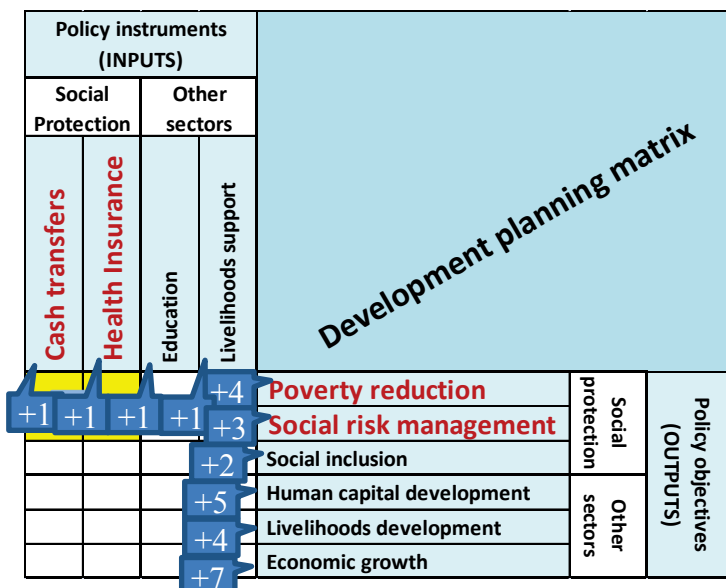 Policy instruments
(INPUTS)
Social
Protection
Other
sectors
Cash transfers
Health Insurance
Education
Livelihoods support
Development planning matrix
+1
+1
+1
+1
+4
Poverty reduction
+3
Social risk management
+2
Social inclusion
+5
Human capital development
+4
Livelihoods development
+7
Economic growth
Social
protection
Other
sectors
Policy objectives
(OUTPUTS)